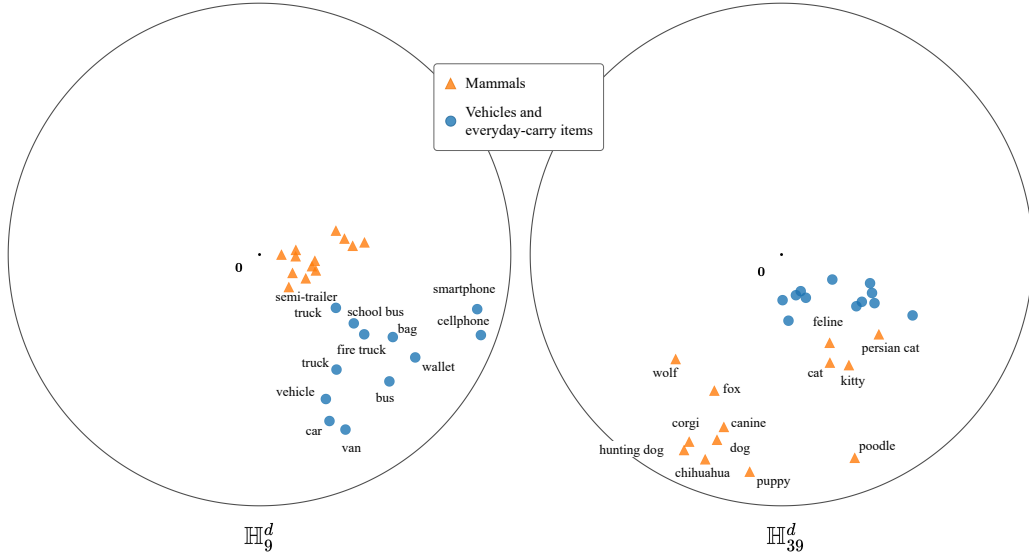 Mammals
Vehicles and
everyday-carry items
0
semi-trailer
truck
school bus
bag
smartphone
cellphone
fire truck
wallet
truck
bus
vehicle
car
van
ℍ₉ᵈ
0
feline
persian cat
cat
kitty
wolf
fox
corgi
canine
hunting dog
dog
chihuahua
puppy
poodle
ℍ₃₉ᵈ